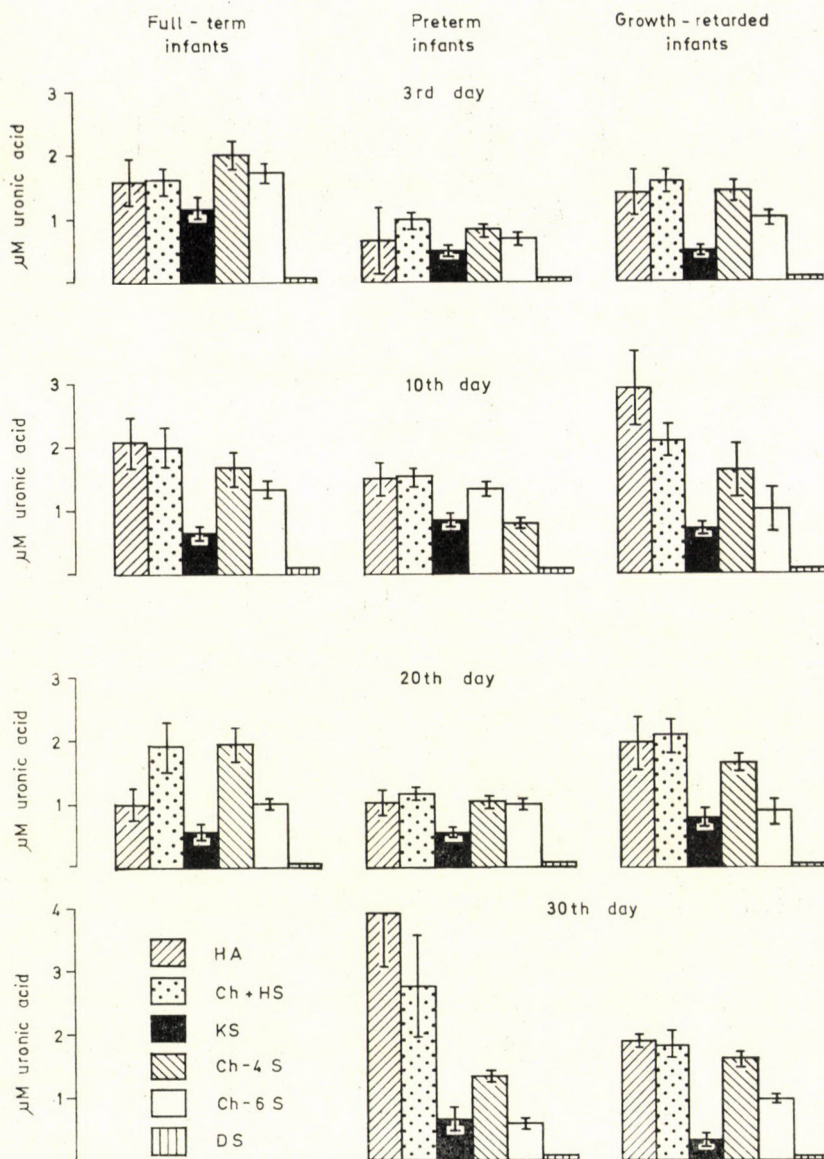 Full - term
infants
Preterm
infants
Growth - retarded
infants
3rd day
3
2
1
µM uronic acid
10th day
3
2
1
µM uronic acid
20th day
3
2
1
µM uronic acid
30th day
4
3
2
1
µM uronic acid
HA
Ch + HS
KS
Ch - 4 S
Ch - 6 S
DS